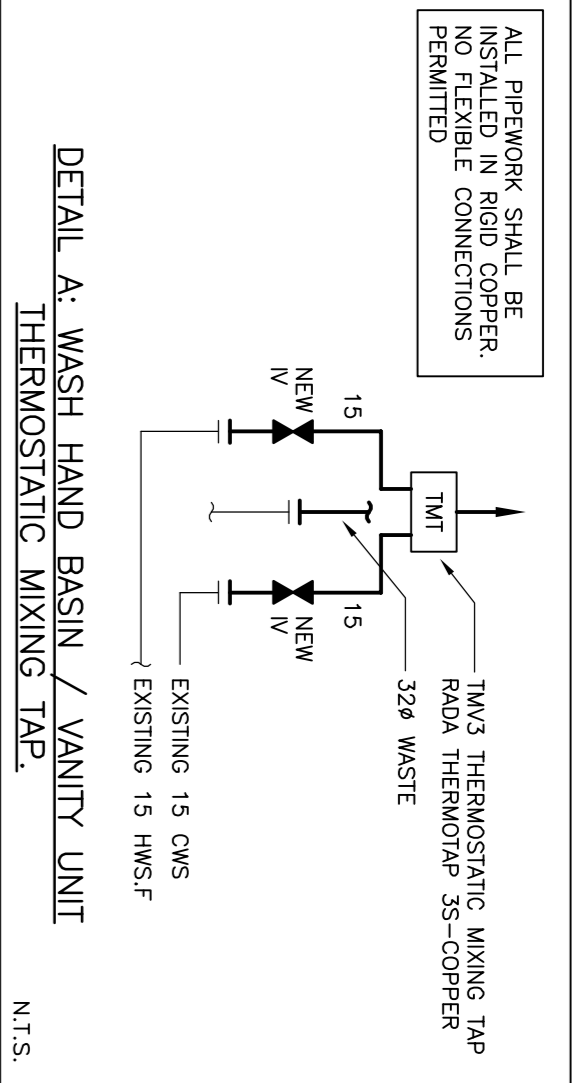 ALL PIPEWORK SHALL BE
INSTALLED IN RIGID COPPER.
NO FLEXIBLE CONNECTIONS
PERMITTED
TMT
TMV3 THERMOSTATIC MIXING TAP
RADA THERMOTAP 3S-COPPER
15
15
32ø WASTE
NEW
IV
NEW
IV
EXISTING 15 CWS
EXISTING 15 HWS.F
DETAIL A: WASH HAND BASIN / VANITY UNIT
THERMOSTATIC MIXING TAP.
N.T.S.